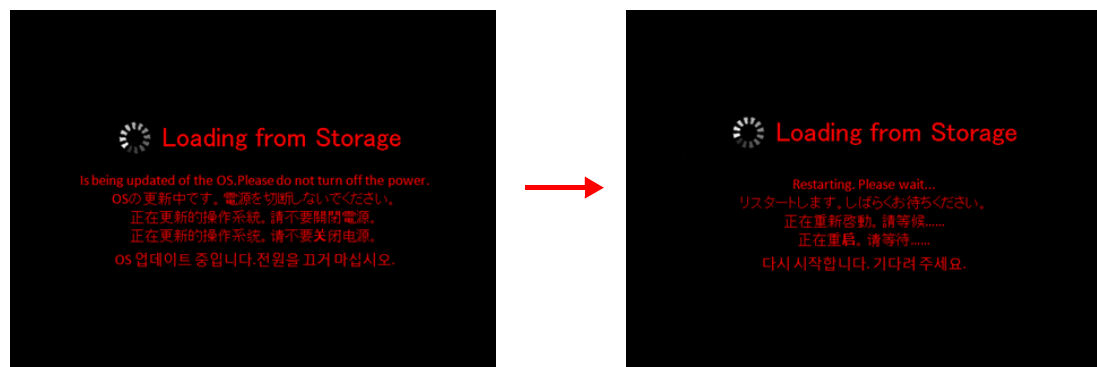 Loading from Storage
Is being updated of the OS.Please do not turn off the power.
OSの更新中です。電源を切断しないでください。
正在更新的操作系統。請不要關閉電源。
正在更新的操作系统。请不要关闭电源。
OS 업데이트 중입니다.전원을 끄거 마십시오.
Loading from Storage
Restarting. Please wait...
リスタートします。しばらくお待ちください。
正在重新啓動。請等候......
正在重启。请等待......
다시 시작합니다. 기다려 주세요.